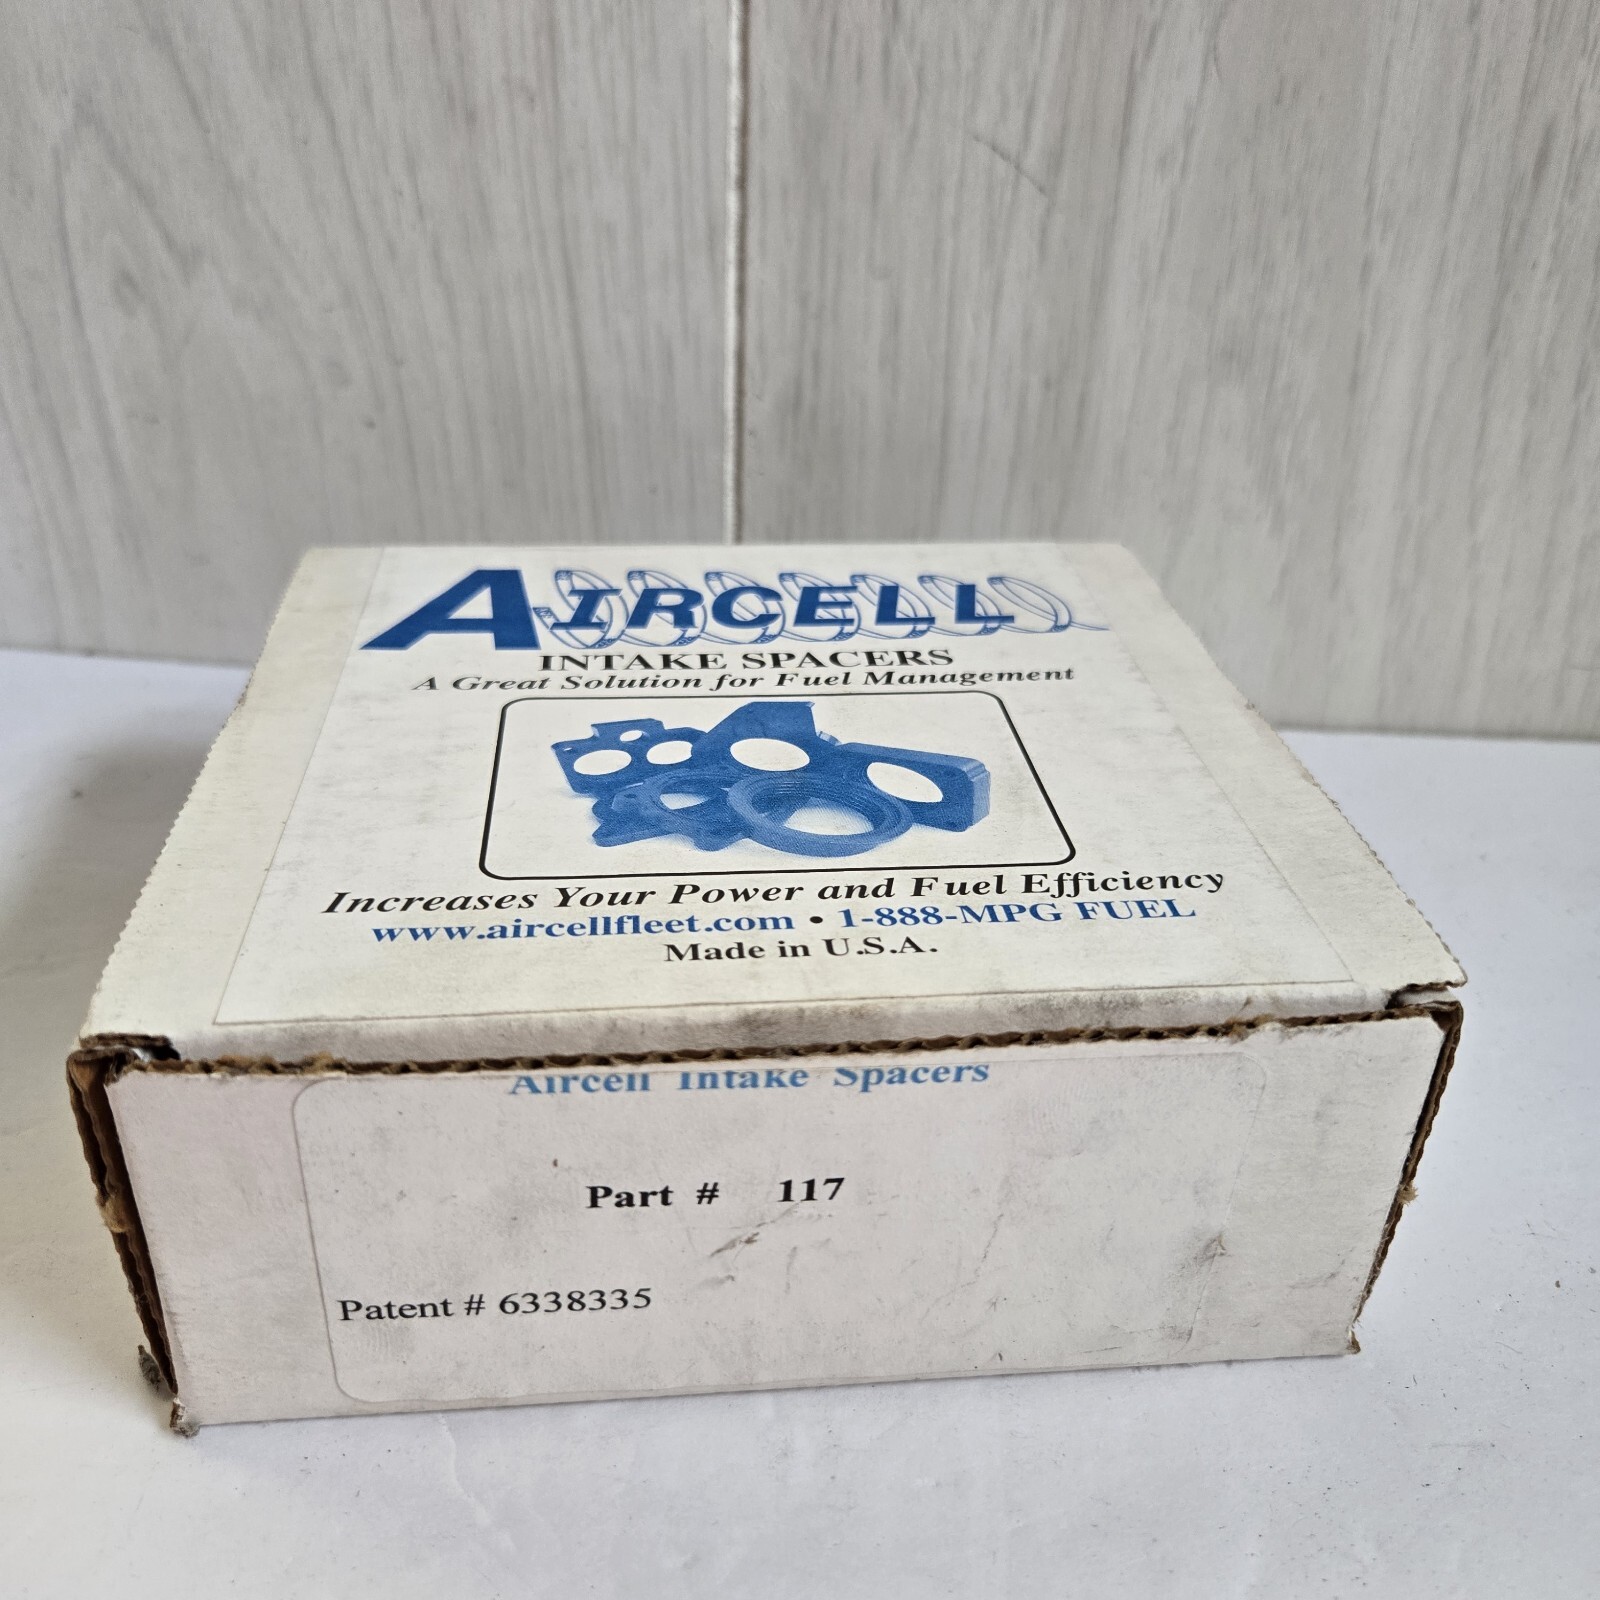 AIRCELL
INTAKE SPACERS
A Great Solution for Fuel Management
Increases Your Power and Fuel Efficiency
www.aircellfleet.com • 1-888-MPG FUEL
Made in U.S.A.
Aircell Intake Spacers
Part # 117
Patent # 6338335